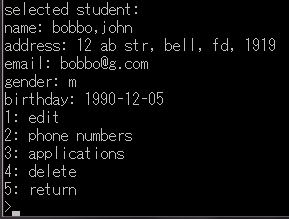 selected student:
name: bobbo,john
address: 12 ab str, bell, fd, 1919
email: bobbo@g.com
gender: m
birthday: 1990-12-05
1: edit
2: phone numbers
3: applications
4: delete
5: return
>_